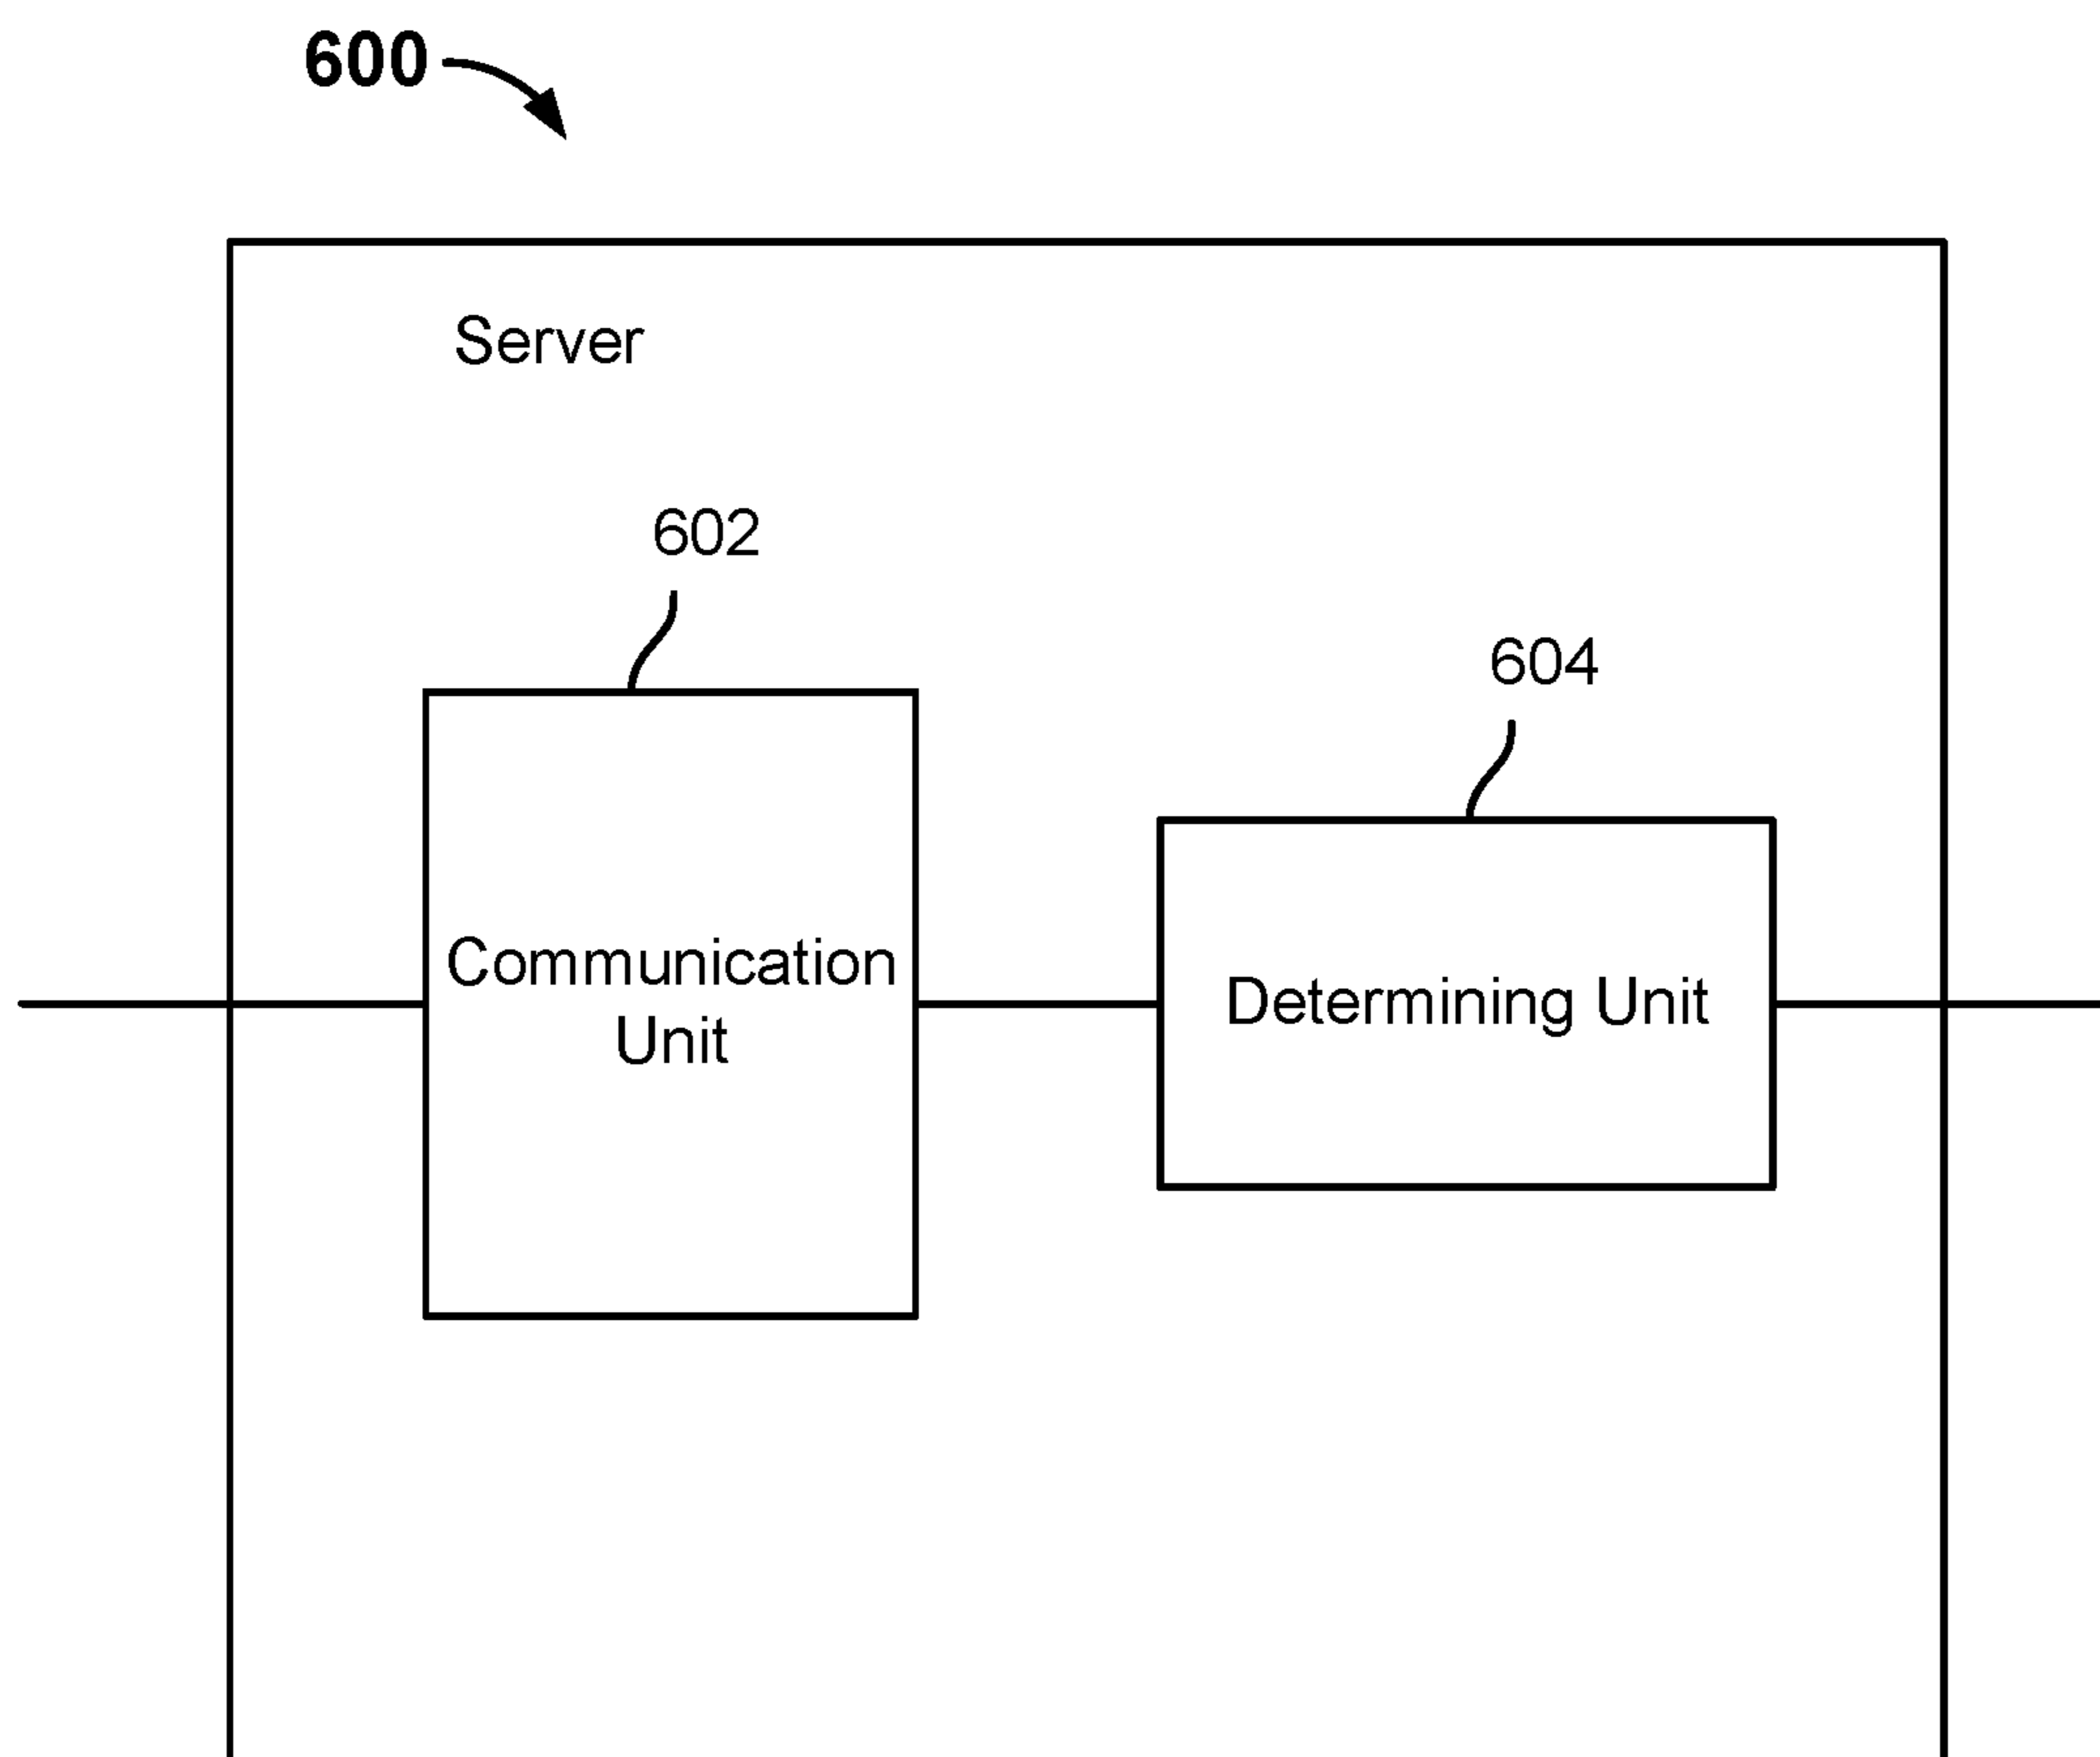 600
Server
602
604
Communication
Unit
Determining Unit